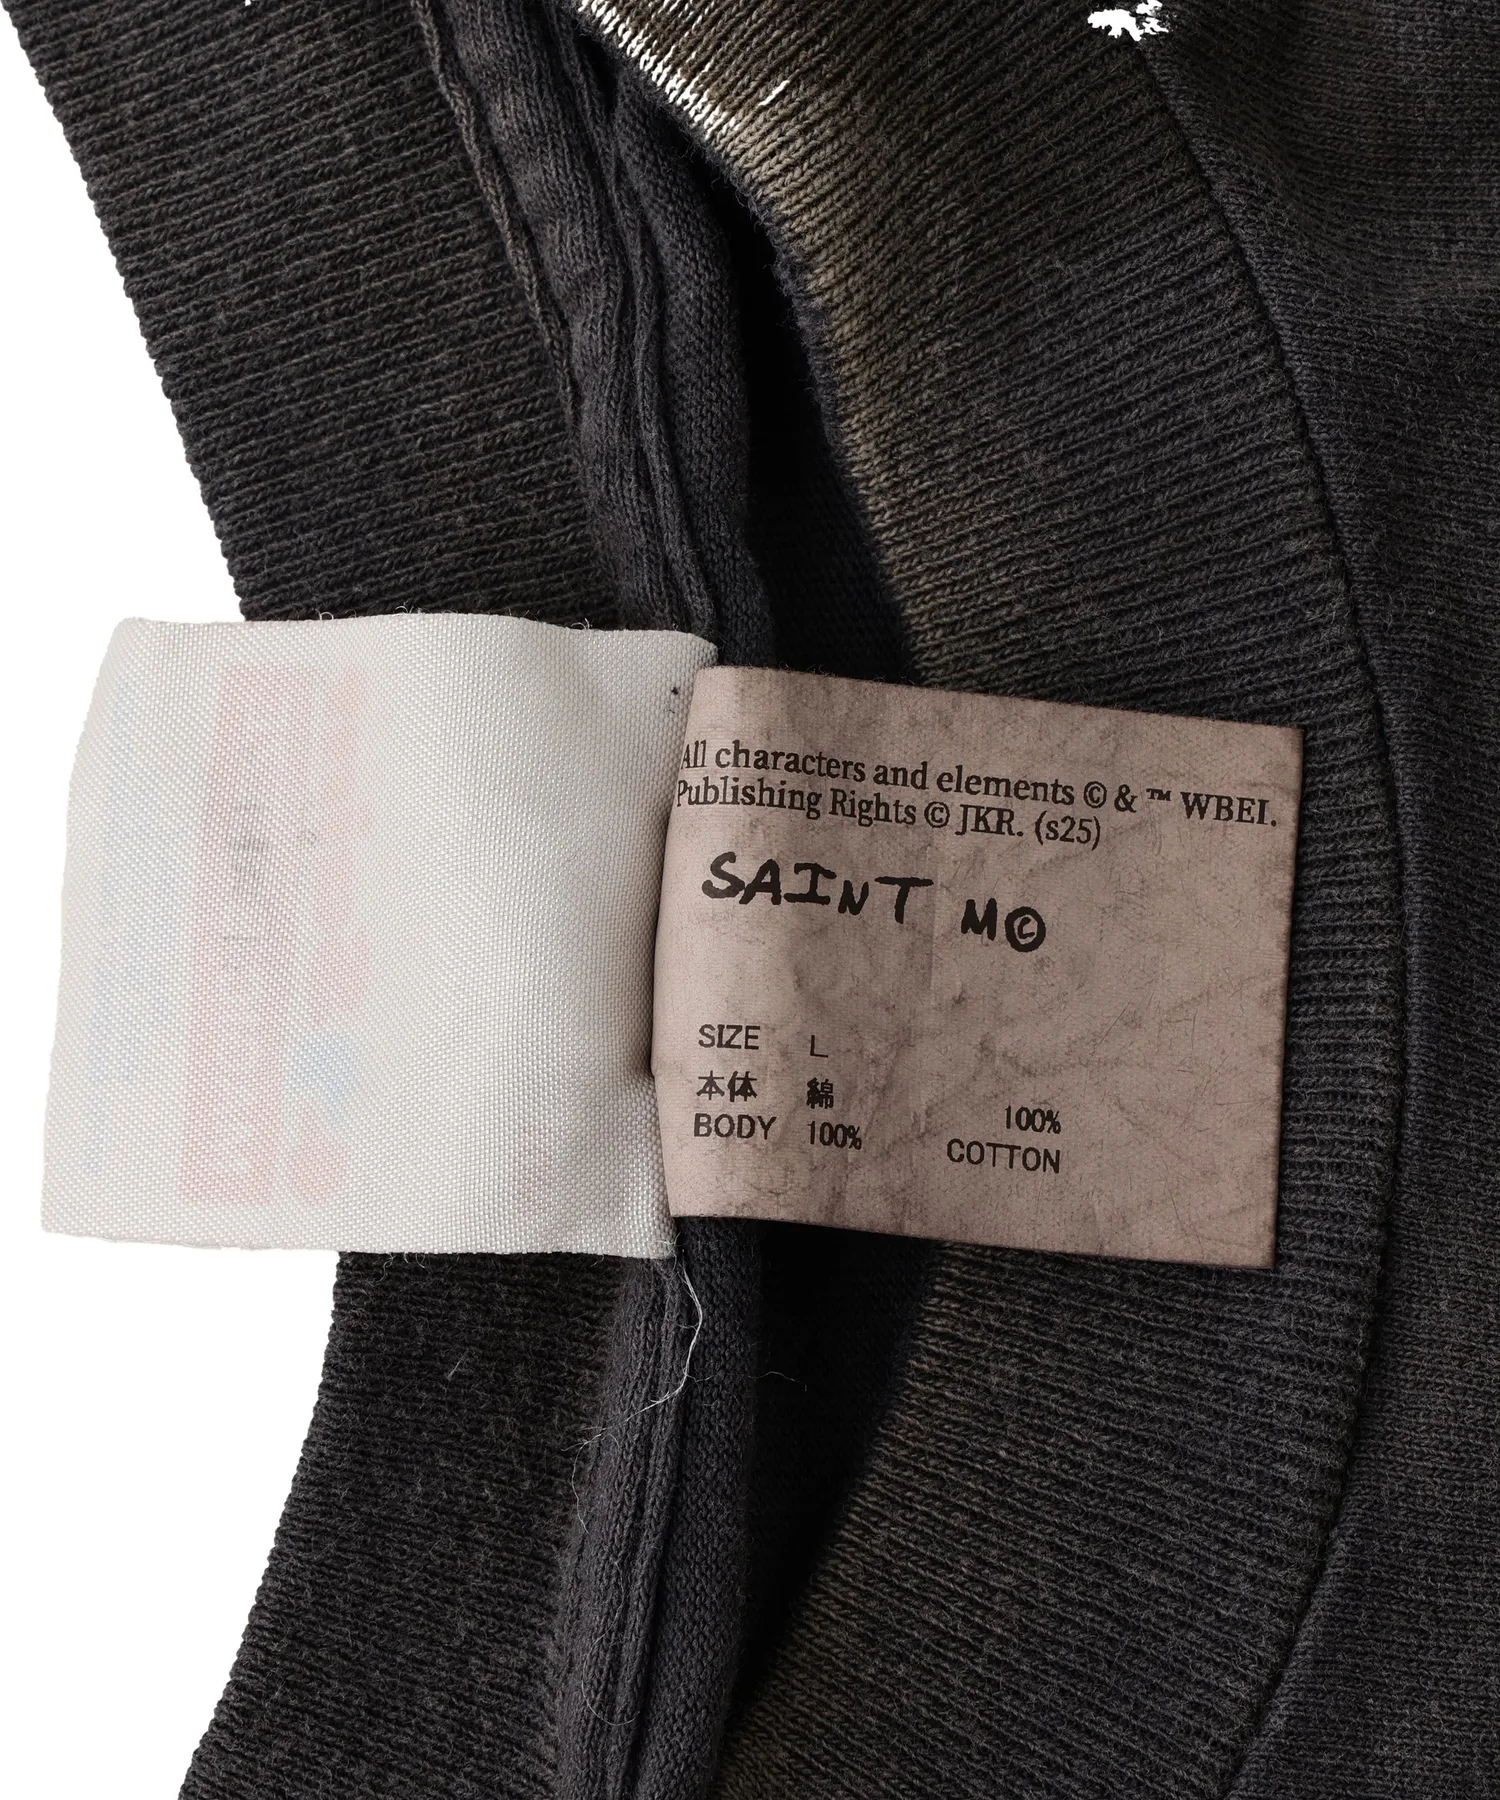 All characters and elements © & ™ WBEI.
Publishing Rights © JKR. (s25)
SAINT M©
SIZE L
本体 綿 100%
BODY 100% COTTON